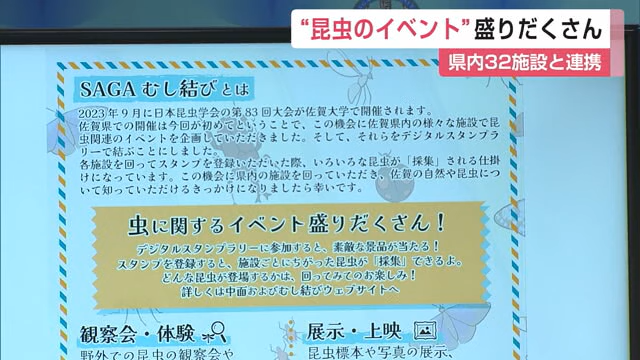 “昆虫のイベント”盛りだくさん
県内32施設と連携
SAGA むし結び とは
2023年9月に日本昆虫学会の第83回大会が佐賀大学で開催されます。
佐賀県での開催は今回が初めてということで、この機会に佐賀県内の様々な施設で昆
虫関連のイベントを企画していただきました。そして、それらをデジタルスタンプラ
リーで結ぶことにしました。
各施設を回ってスタンプを登録いただいた際、いろいろな昆虫が「採集」される仕掛
けになっています。この機会に県内の施設を回っていただき、佐賀の自然や昆虫につ
いて知っていただけるきっかけになりましたら幸いです。
虫に関するイベント盛りだくさん！
デジタルスタンプラリーに参加すると、素敵な景品が当たる！
スタンプを登録すると、施設ごとにちがった昆虫が「採集」できるよ。
どんな昆虫が登場するかは、回ってみてのお楽しみ！
詳しくは中面およびむし結びウェブサイトへ
観察会・体験
野外での昆虫の観察会や
展示・上映
昆虫標本や写真の展示、